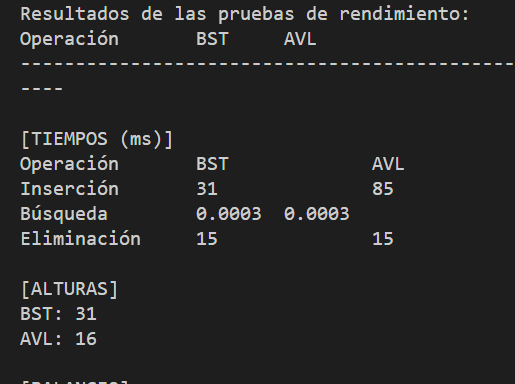 Resultados de las pruebas de rendimiento:
Operación BST AVL
---------------------------------------------
----
[TIEMPOS (ms)]
Operación BST AVL
Inserción 31 85
Búsqueda 0.0003 0.0003
Eliminación 15 15
[ALTURAS]
BST: 31
AVL: 16
[BALANCES]